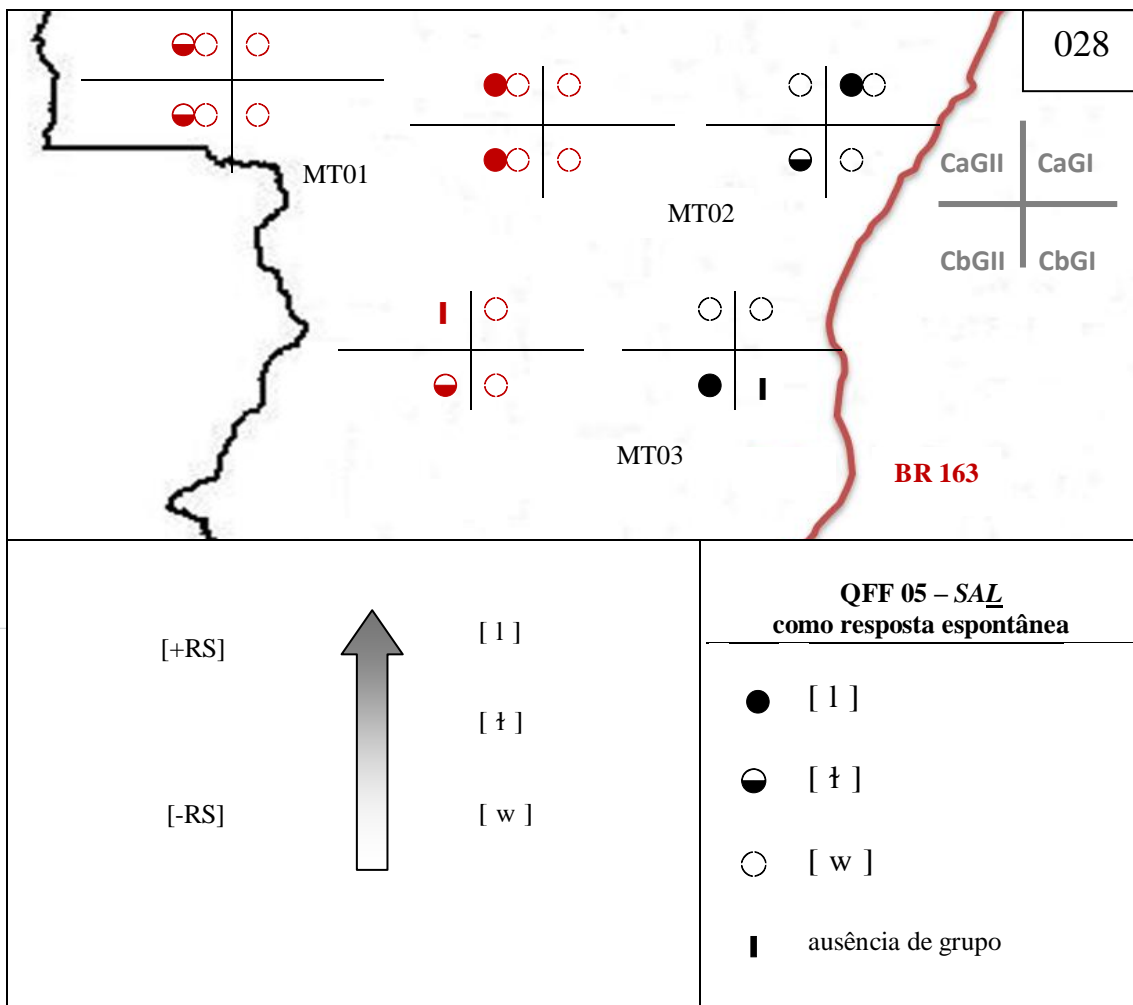 028
CaGII CaGI
CbGII CbGI
MT01
MT02
MT03
BR 163
[+RS]
[-RS]
[ l ]
[ ɫ ]
[ w ]
QFF 05 – SAL
como resposta espontânea
[ l ]
[ ɫ ]
[ w ]
ausência de grupo